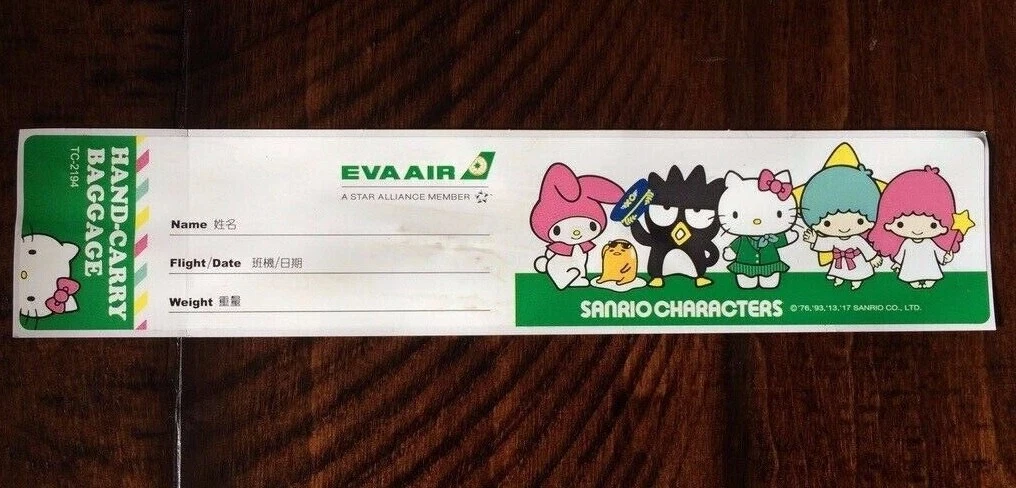 HAND-CARRY
BAGGAGE
TC-2194
EVA AIR
A STAR ALLIANCE MEMBER
Name 姓名
Flight/Date 班機/日期
Weight 重量
SANRIO CHARACTERS
©'76,'93,'13,'17 SANRIO CO., LTD.